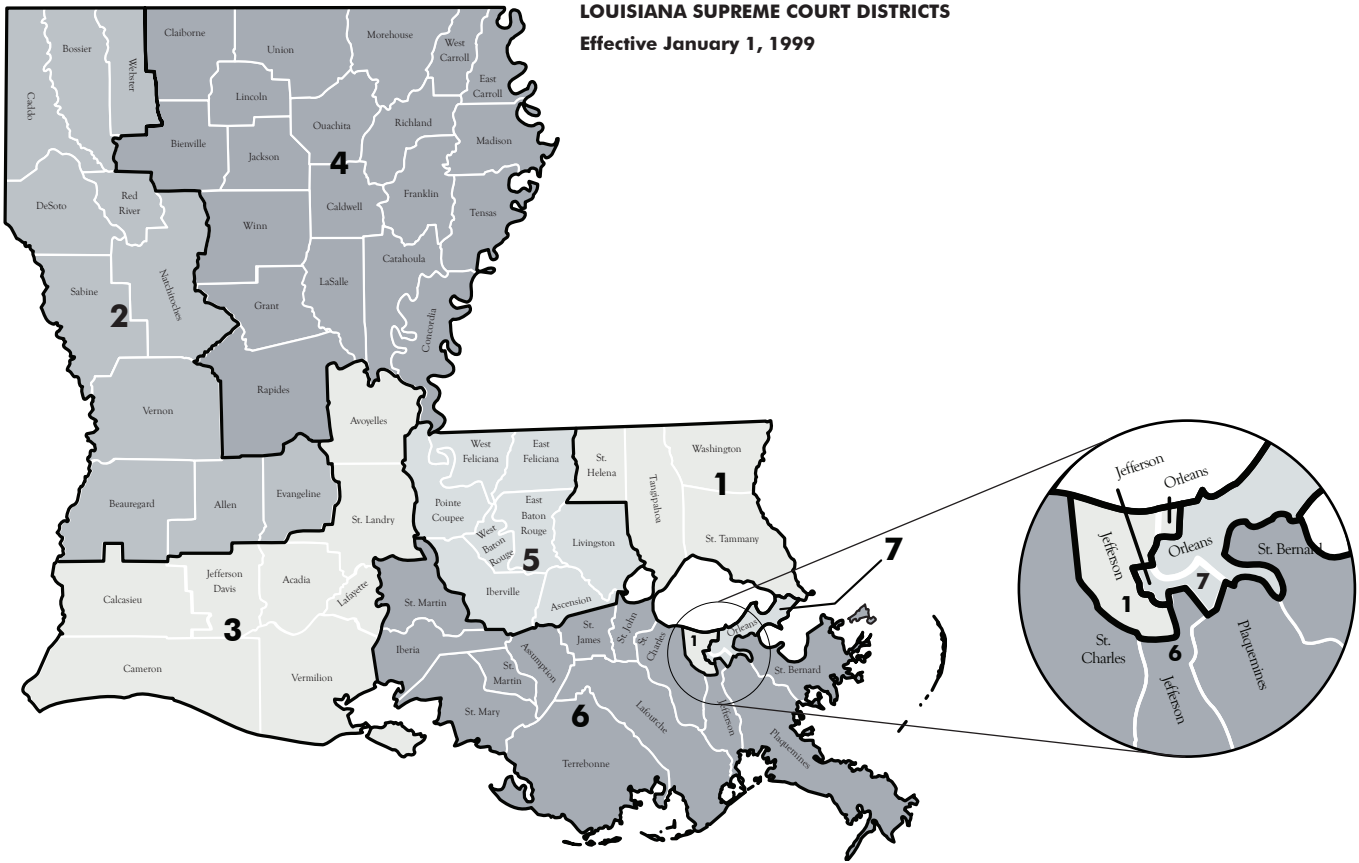 LOUISIANA SUPREME COURT DISTRICTS
Effective January 1, 1999
Caddo
Bossier
Webster
Claiborne
Union
Morehouse
West
Carroll
East
Carroll
Lincoln
Ouachita
Richland
Madison
Bienville
Jackson
4
DeSoto
Red
River
Winn
Caldwell
Franklin
Tensas
Sabine
2
Natchitoches
Grant
LaSalle
Catahoula
Concordia
Vernon
Rapides
Avoyelles
Beauregard
Allen
Evangeline
St. Landry
West
Feliciana
East
Feliciana
Pointe
Coupee
West
Baton
Rouge
East
Baton
Rouge
5
Livingston
Iberville
Ascension
St.
Helena
Tangipahoa
Washington
1
St. Tammany
7
Calcasieu
Jefferson
Davis
3
Acadia
Lafayette
Cameron
Vermilion
St. Martin
Iberia
St.
Martin
St. Mary
Assumption
St.
James
St. John
St.
Charles
1
Orleans
St. Bernard
6
Lafourche
Terrebonne
Jefferson
Plaquemines
Jefferson
Orleans
Jefferson
Orleans
St. Bernard
7
1
St.
Charles
6
Jefferson
Plaquemines